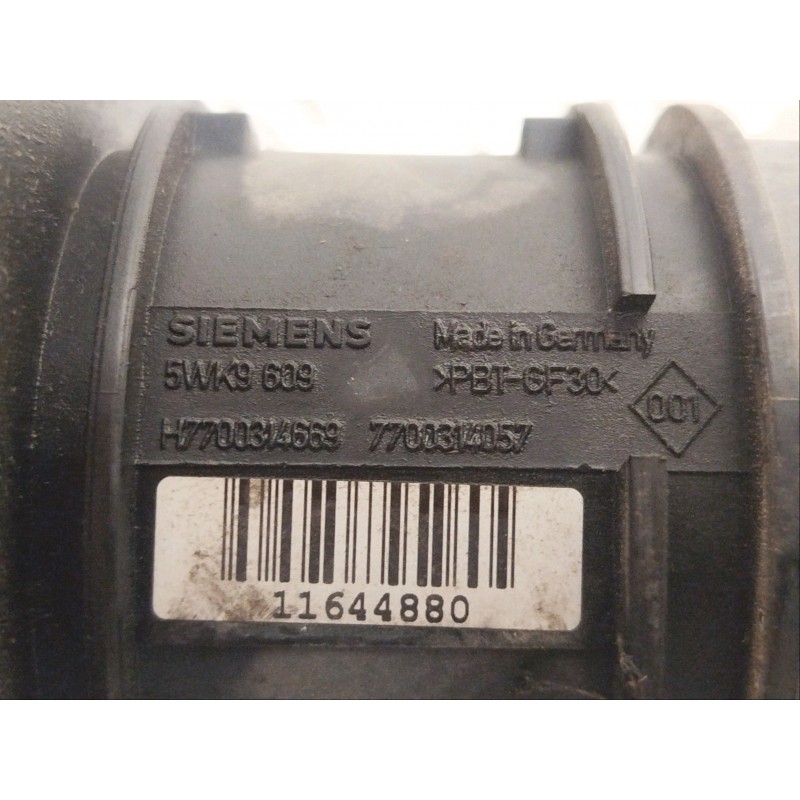 SIEMENS Made in Germany
5WK9 609 >PBT-GF30<
001
H7700314669 7700314057
11644880